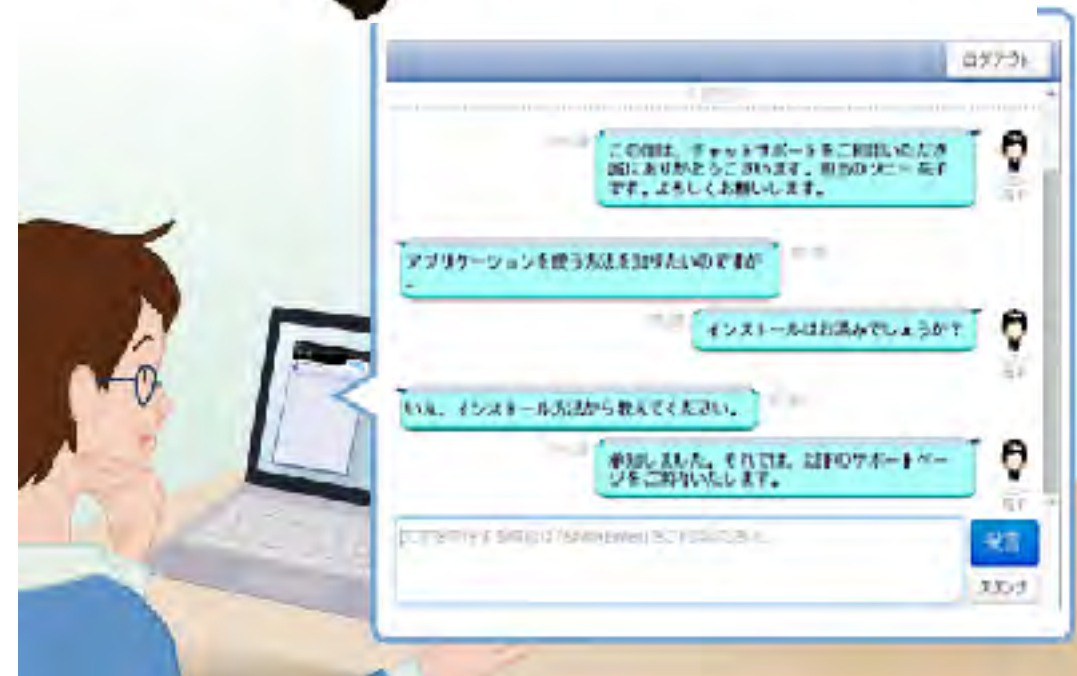 ログアウト
この度は、チャットサポートをご利用いただき
誠にありがとうございます。担当のソニー 花子
です。よろしくお願いします。
アプリケーションを使う方法を知りたいのですが
インストールはお済みでしょうか?
いえ、インストール方法から教えてください。
承知しました。それでは、以下のサポートペー
ジをご案内いたします。
発言
スタンプ